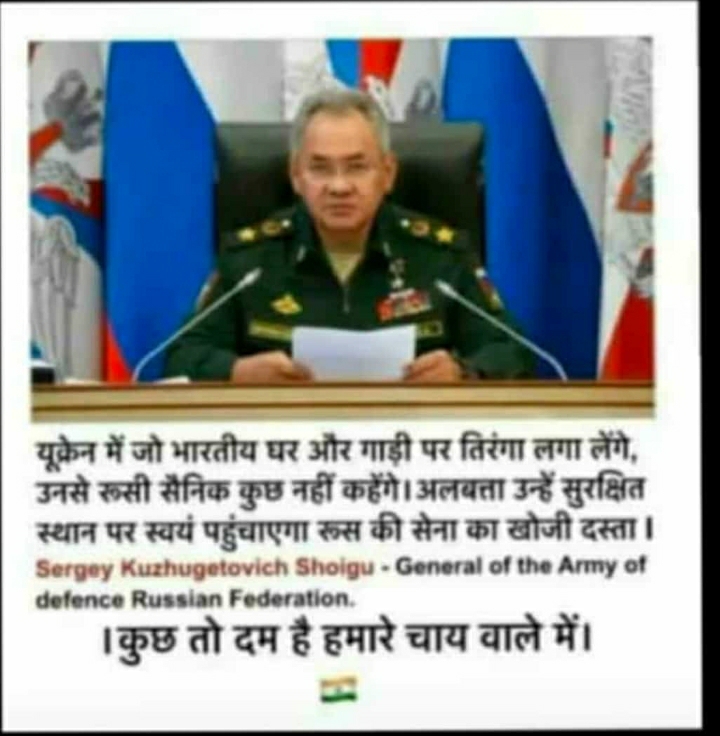 यूक्रेन में जो भारतीय घर और गाड़ी पर तिरंगा लगा लेंगे,
उनसे रूसी सैनिक कुछ नहीं कहेंगे। अलबत्ता उन्हें सुरक्षित
स्थान पर स्वयं पहुंचाएगा रूस की सेना का खोजी दस्ता।
Sergey Kuzhugetovich Shoigu - General of the Army of
defence Russian Federation.
।कुछ तो दम है हमारे चाय वाले में।